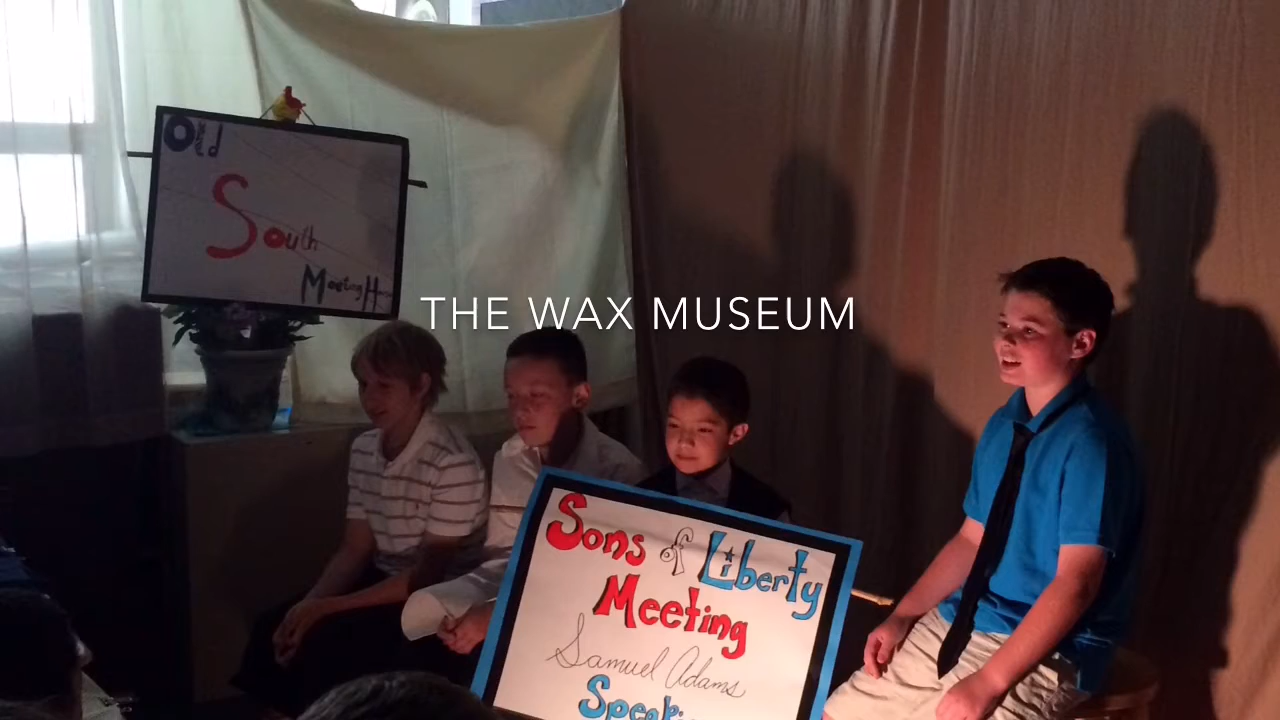 Old
South
Meeting House
THE WAX MUSEUM
Sons of Liberty
Meeting
Samuel Adams